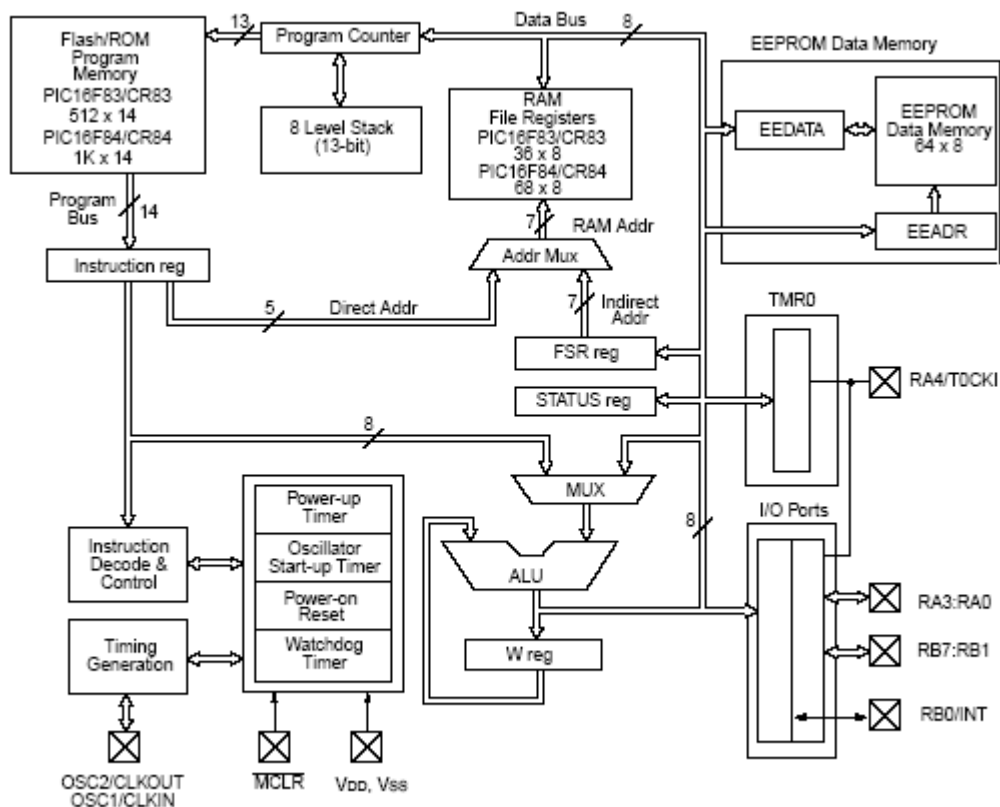 Flash/ROM
Program
Memory
PIC16F83/CR83
512 x 14
PIC16F84/CR84
1K x 14
13
Program Counter
8 Level Stack
(13-bit)
Data Bus
8
RAM
File Registers
PIC16F83/CR83
36 x 8
PIC16F84/CR84
68 x 8
EEPROM Data Memory
EEDATA
EEPROM
Data Memory
64 x 8
EEADR
Program
Bus
14
Instruction reg
7
RAM Addr
Addr Mux
5
Direct Addr
7
Indirect
Addr
FSR reg
STATUS reg
TMR0
RA4/T0CKI
8
MUX
8
ALU
W reg
I/O Ports
RA3:RA0
RB7:RB1
RB0/INT
Instruction
Decode &
Control
Timing
Generation
Power-up
Timer
Oscillator
Start-up Timer
Power-on
Reset
Watchdog
Timer
OSC2/CLKOUT
OSC1/CLKIN
MCLR
VDD, VSS